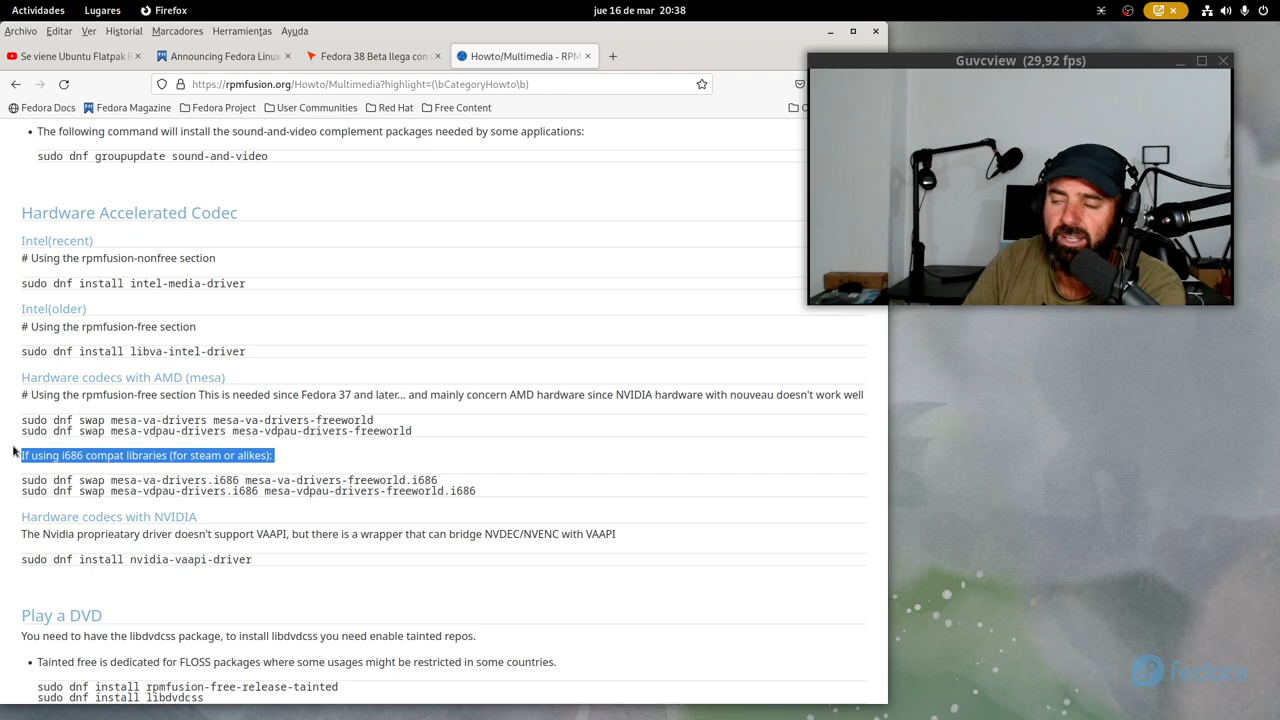 Actividades Lugares Firefox jue 16 de mar 20:38
Archivo Editar Ver Historial Marcadores Herramientas Ayuda
Se viene Ubuntu Flatpak R Announcing Fedora Linux Fedora 38 Beta llega con Howto/Multimedia - RPM
https://rpmfusion.org/Howto/Multimedia?highlight=(\bCategoryHowto\b)
Fedora Docs Fedora Magazine Fedora Project User Communities Red Hat Free Content
Guvcview (29,92 fps)
The following command will install the sound-and-video complement packages needed by some applications:
sudo dnf groupupdate sound-and-video
Hardware Accelerated Codec
Intel(recent)
# Using the rpmfusion-nonfree section
sudo dnf install intel-media-driver
Intel(older)
# Using the rpmfusion-free section
sudo dnf install libva-intel-driver
Hardware codecs with AMD (mesa)
# Using the rpmfusion-free section This is needed since Fedora 37 and later... and mainly concern AMD hardware since NVIDIA hardware with nouveau doesn't work well
sudo dnf swap mesa-va-drivers mesa-va-drivers-freeworld
sudo dnf swap mesa-vdpau-drivers mesa-vdpau-drivers-freeworld
If using i686 compat libraries (for steam or alikes):
sudo dnf swap mesa-va-drivers.i686 mesa-va-drivers-freeworld.i686
sudo dnf swap mesa-vdpau-drivers.i686 mesa-vdpau-drivers-freeworld.i686
Hardware codecs with NVIDIA
The Nvidia proprieatary driver doesn't support VAAPI, but there is a wrapper that can bridge NVDEC/NVENC with VAAPI
sudo dnf install nvidia-vaapi-driver
Play a DVD
You need to have the libdvdcss package, to install libdvdcss you need enable tainted repos.
Tainted free is dedicated for FLOSS packages where some usages might be restricted in some countries.
sudo dnf install rpmfusion-free-release-tainted
sudo dnf install libdvdcss
fedora